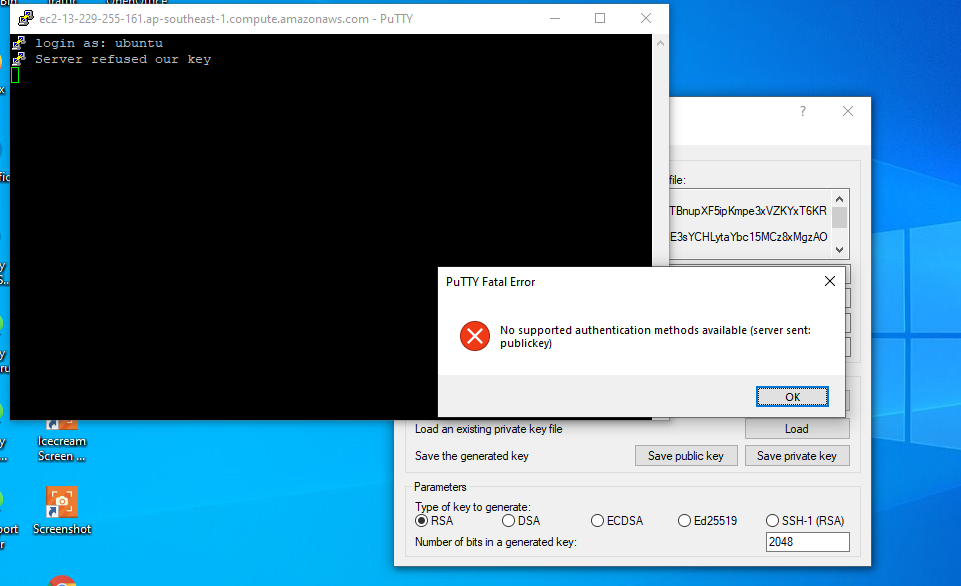 ec2-13-229-255-161.ap-southeast-1.compute.amazonaws.com - PuTTY
login as: ubuntu
Server refused our key
?
file:
TBnupXF5ipKmpe3xVZKYxT6KR
E3sYCHLytaYbc15MCz8xMgzAO
PuTTY Fatal Error
No supported authentication methods available (server sent:
publickey)
OK
Load an existing private key file
Load
Save the generated key
Save public key
Save private key
Parameters
Type of key to generate:
RSA
DSA
ECDSA
Ed25519
SSH-1 (RSA)
Number of bits in a generated key:
2048
Icecream
Screen ...
Screenshot